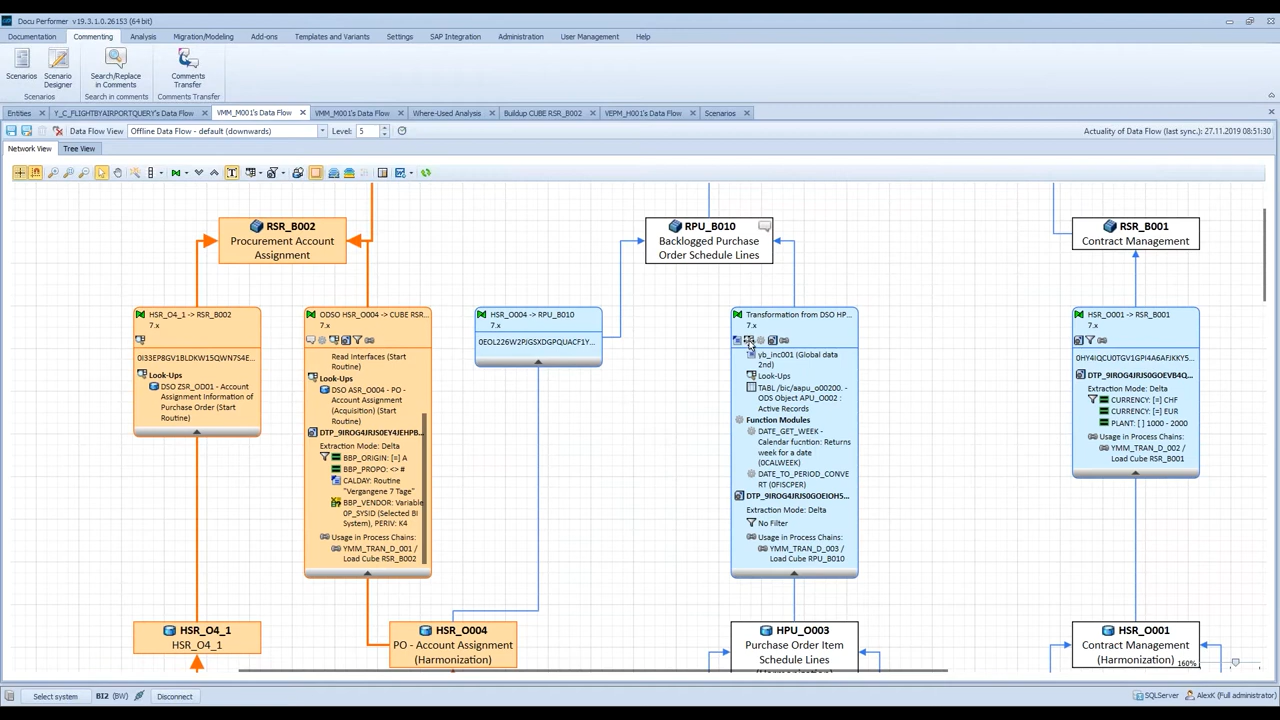 Docu Performer v19.3.1.0.26153 (64 bit)
Documentation Commenting Analysis Migration/Modeling Add-ons Templates and Variants Settings SAP Integration Administration User Management Help
Scenarios
Scenario Designer
Search/Replace in Comments
Comments Transfer
Scenarios Search in comments Comments Transfer
Entities Y_C_FLIGHTBYAIRPORTQUERY's Data Flow VMM_M001's Data Flow VMM_M001's Data Flow Where-Used Analysis Buildup CUBE RSR_B002 VEPM_H001's Data Flow Scenarios
Data Flow View Offline Data Flow - default (downwards) Level: 5 Actuality of Data Flow (last sync.) 27.11.2019 08:51:30
Network View Tree View
RSR_B002
Procurement Account
Assignment
RPU_B010
Backlogged Purchase
Order Schedule Lines
RSR_B001
Contract Management
HSR_O4_1 -> RSR_B002
7.x
0I33EP8GV1BLDKW15QWN7S4E...
Look-Ups
DSO ZSR_OD01 - Account
Assignment Information of
Purchase Order (Start
Routine)
ODSO HSR_O004 -> CUBE RSR...
7.x
Read Interfaces (Start
Routine)
Look-Ups
DSO ASR_O004 - PO -
Account Assignment
(Acquisition) (Start
Routine)
DTP_9IROG4JRJS0EY4JEHPB...
Extraction Mode: Delta
BBP_ORIGIN: [=] A
BBP_PROPO: <> #
CALDAY: Routine
"Vergangene 7 Tage"
BBP_VENDOR: Variable
0P_SYSID (Selected BI
System), PERIV: K4
Usage in Process Chains:
YMM_TRAN_D_001 /
Load Cube RSR_B002
HSR_O004 -> RPU_B010
7.x
0EOL226W2PJGSXDGPQUACF1Y...
Transformation from DSO HP...
7.x
yb_inc001 (Global data
2nd)
Look-Ups
TABL /bic/aapu_o00200. -
ODS Object APU_O002 :
Active Records
Function Modules
DATE_GET_WEEK -
Calendar fucntion: Returns
week for a date
(0CALWEEK)
DATE_TO_PERIOD_CONVE
RT (0FISCPER)
DTP_9IROG4JRJS0GOEIOH5...
Extraction Mode: Delta
No Filter
Usage in Process Chains:
YMM_TRAN_D_003 /
Load Cube RPU_B010
HSR_O001 -> RSR_B001
7.x
0HY4IQCU0TGV1GPI4A6AFJKKY5...
DTP_9IROG4JRJS0GOEVB4Q...
Extraction Mode: Delta
CURRENCY: [=] CHF
CURRENCY: [=] EUR
PLANT: [ ] 1000 - 2000
Usage in Process Chains:
YMM_TRAN_D_002 /
Load Cube RSR_B001
HSR_O4_1
HSR_O4_1
HSR_O004
PO - Account Assignment
(Harmonization)
HPU_O003
Purchase Order Item
Schedule Lines
HSR_O001
Contract Management
(Harmonization)
160%
Select system BI2 (BW) Disconnect SQLServer AlexK (Full administrator)